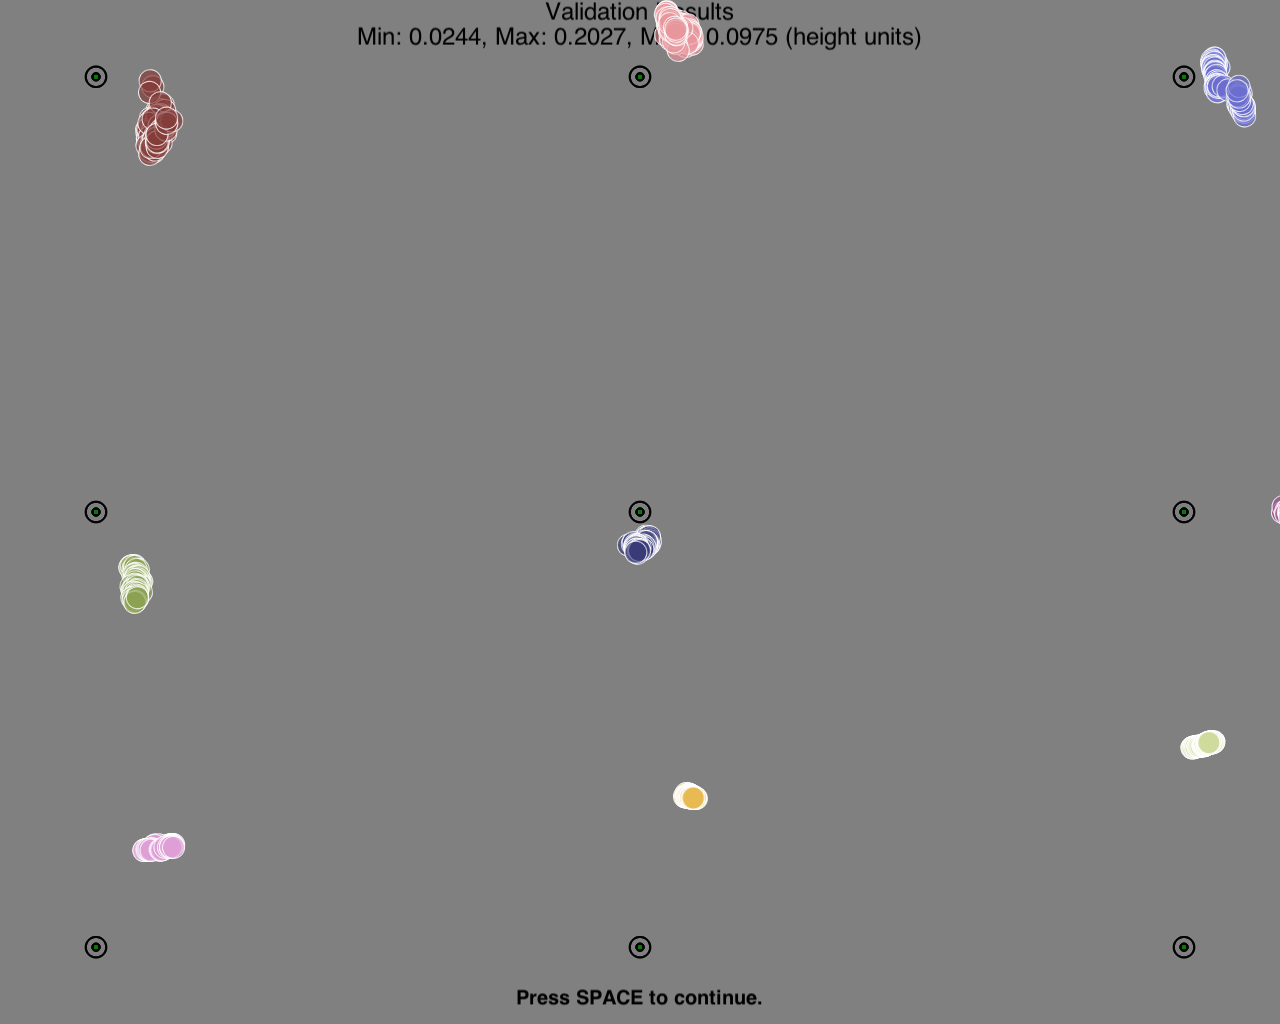 Validation
Min: 0.0244, Max: 0.2027, 0.0975 (height units)
Press SPACE to continue.